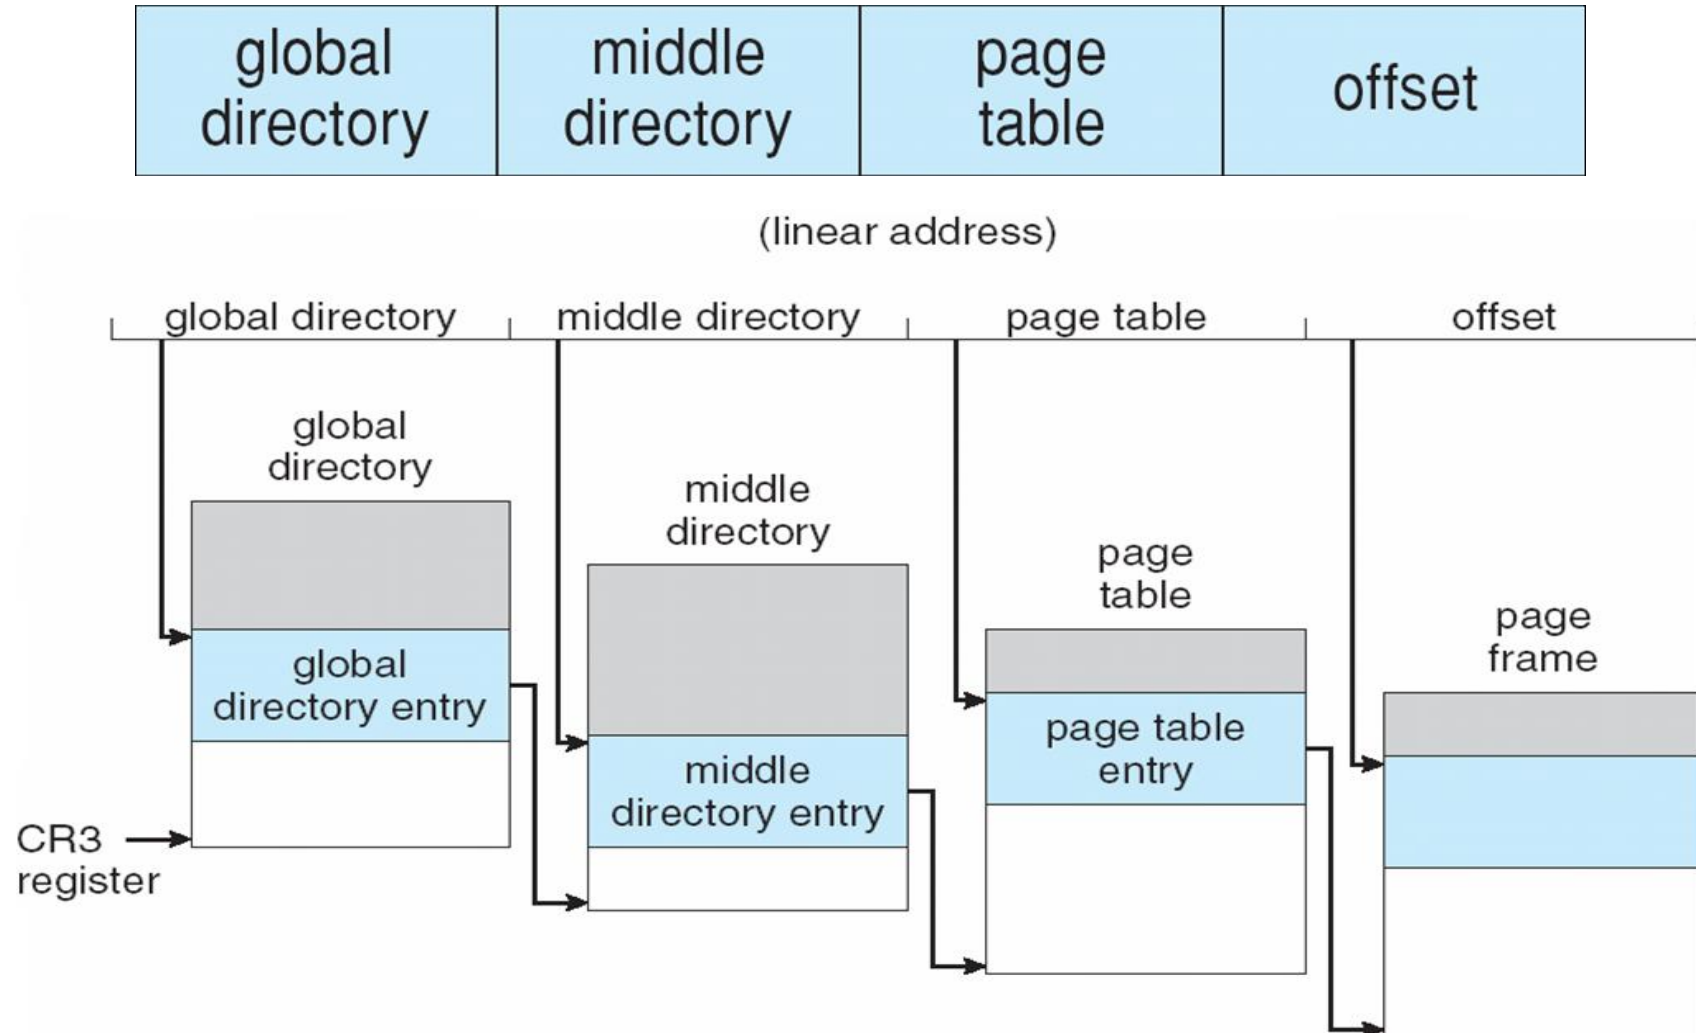 global
directory
middle
directory
page
table
offset
(linear address)
global directory
middle directory
page table
offset
global
directory
global
directory entry
CR3
register
middle
directory
middle
directory entry
page
table
page table
entry
page
frame